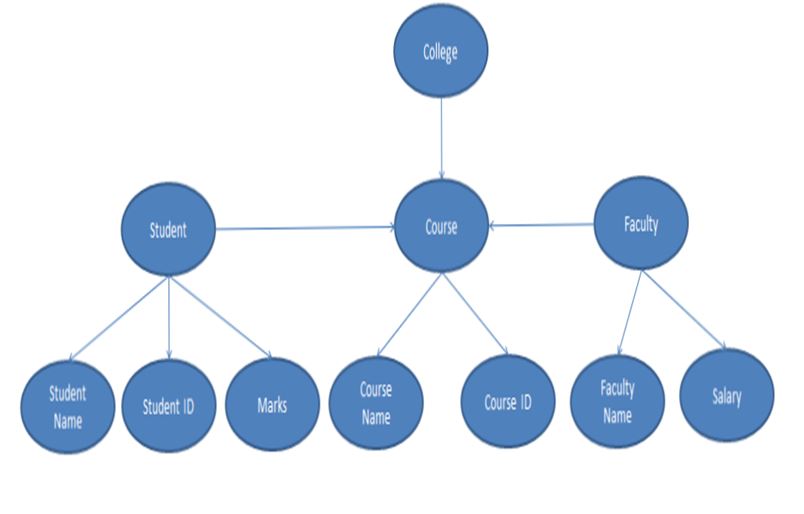 College
Student
Course
Faculty
Student
Name
Student ID
Marks
Course
Name
Course ID
Faculty
Name
Salary